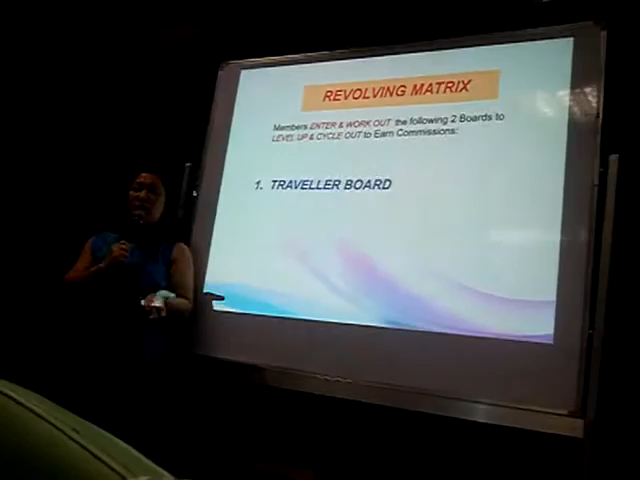 REVOLVING MATRIX
Members ENTER & WORK OUT the following 2 Boards to
LEVEL UP & CYCLE OUT to Earn Commissions:
1. TRAVELLER BOARD